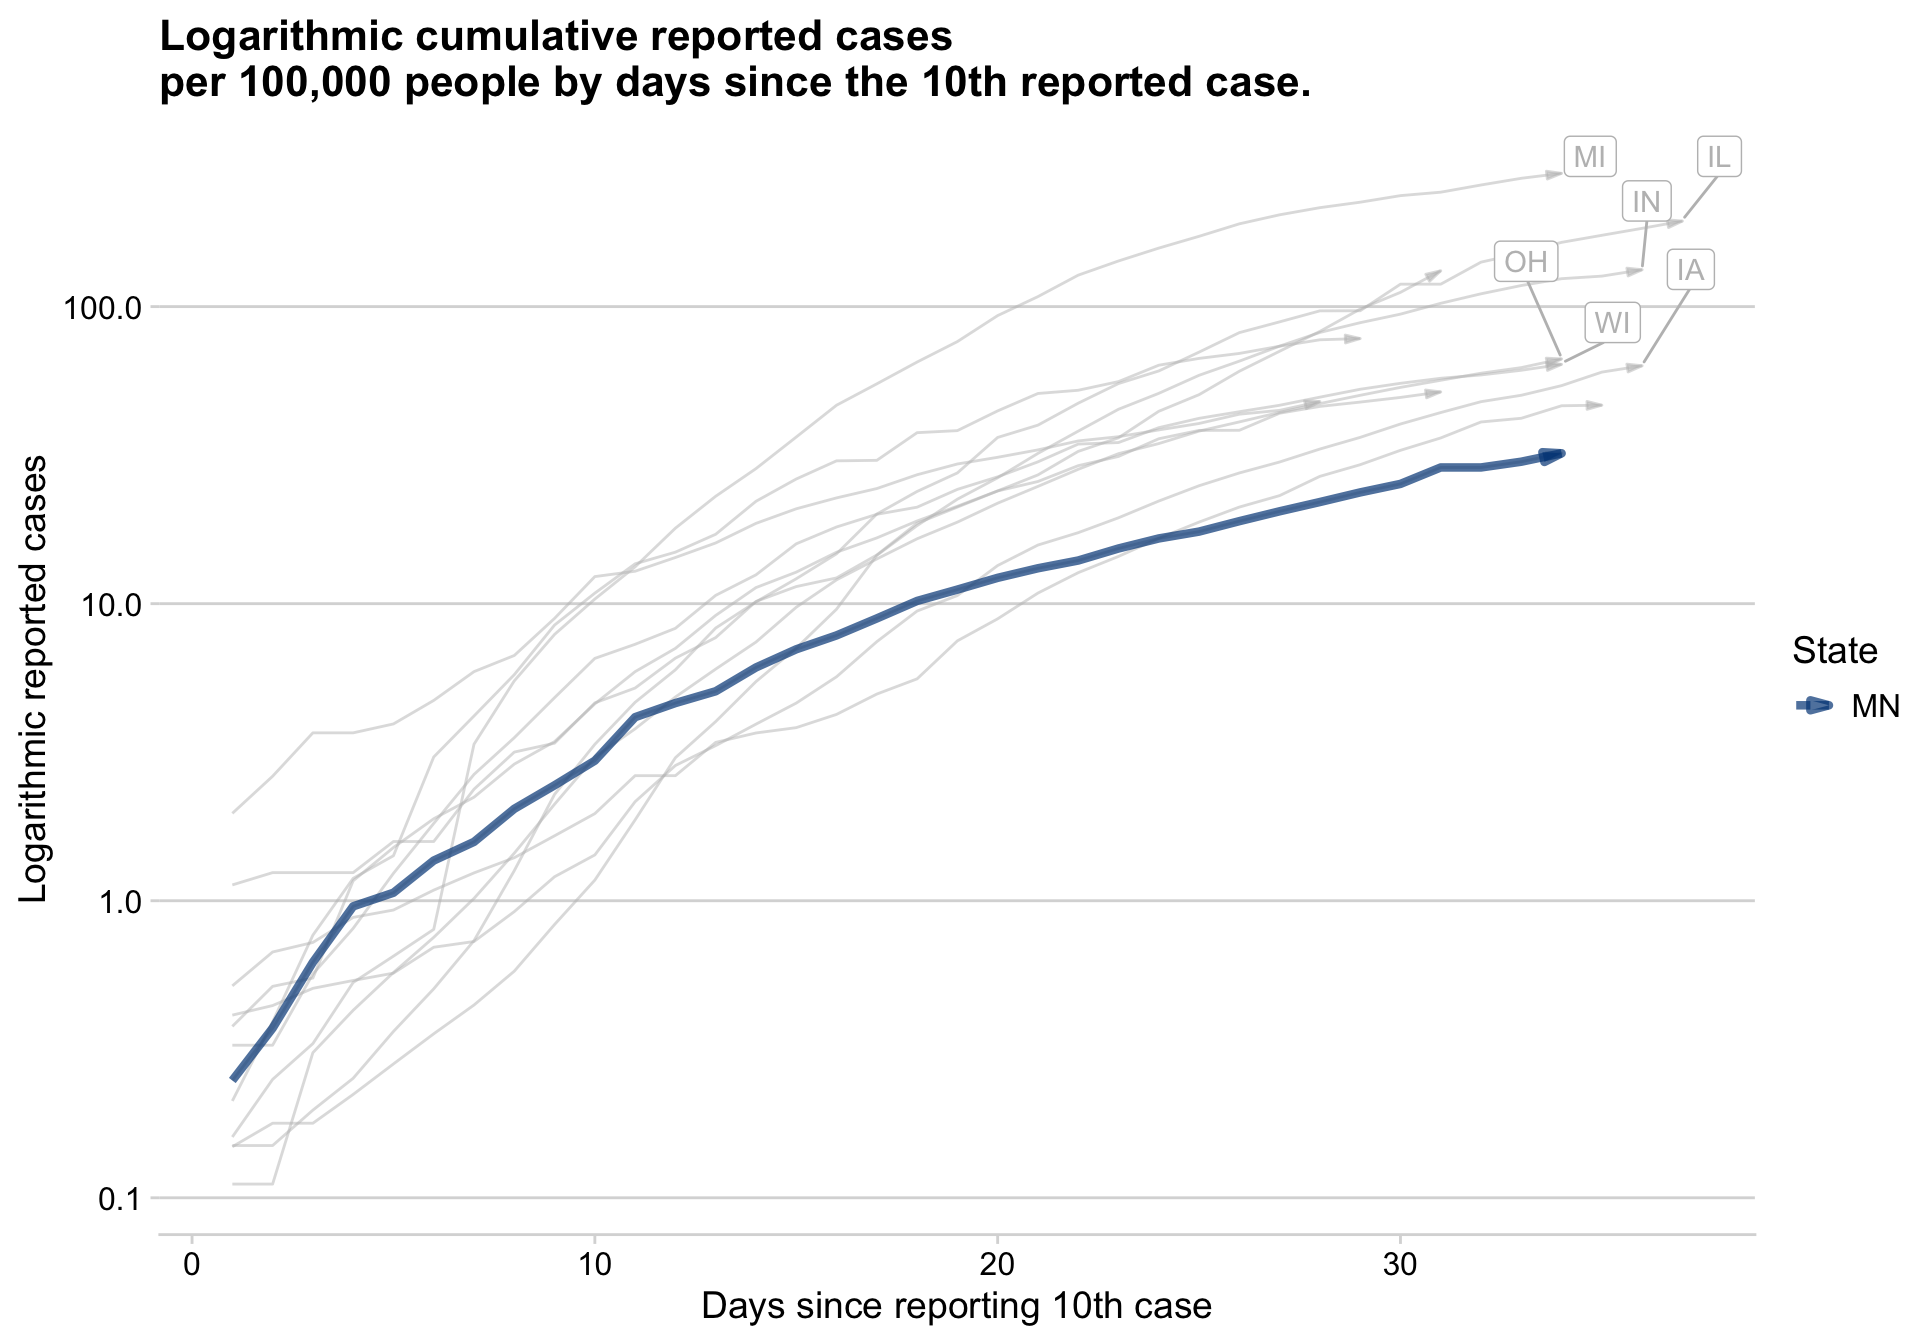 Logarithmic cumulative reported cases
per 100,000 people by days since the 10th reported case.
MI
IL
IN
OH
IA
WI
100.0
10.0
1.0
0.1
Logarithmic reported cases
0
10
20
30
Days since reporting 10th case
State
MN